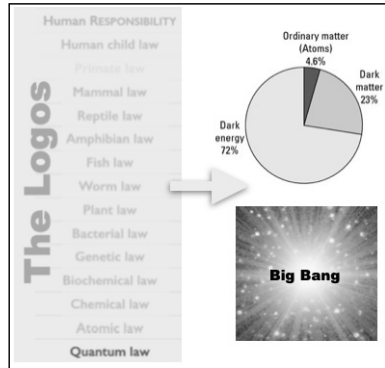 The Logos
Human RESPONSIBILITY
Human child law
Primate law
Mammal law
Reptile law
Amphibian law
Fish law
Worm law
Plant law
Bacterial law
Genetic law
Biochemical law
Chemical law
Atomic law
Quantum law
Ordinary matter
(Atoms)
4.6%
Dark
matter
23%
Dark
energy
72%
Big Bang